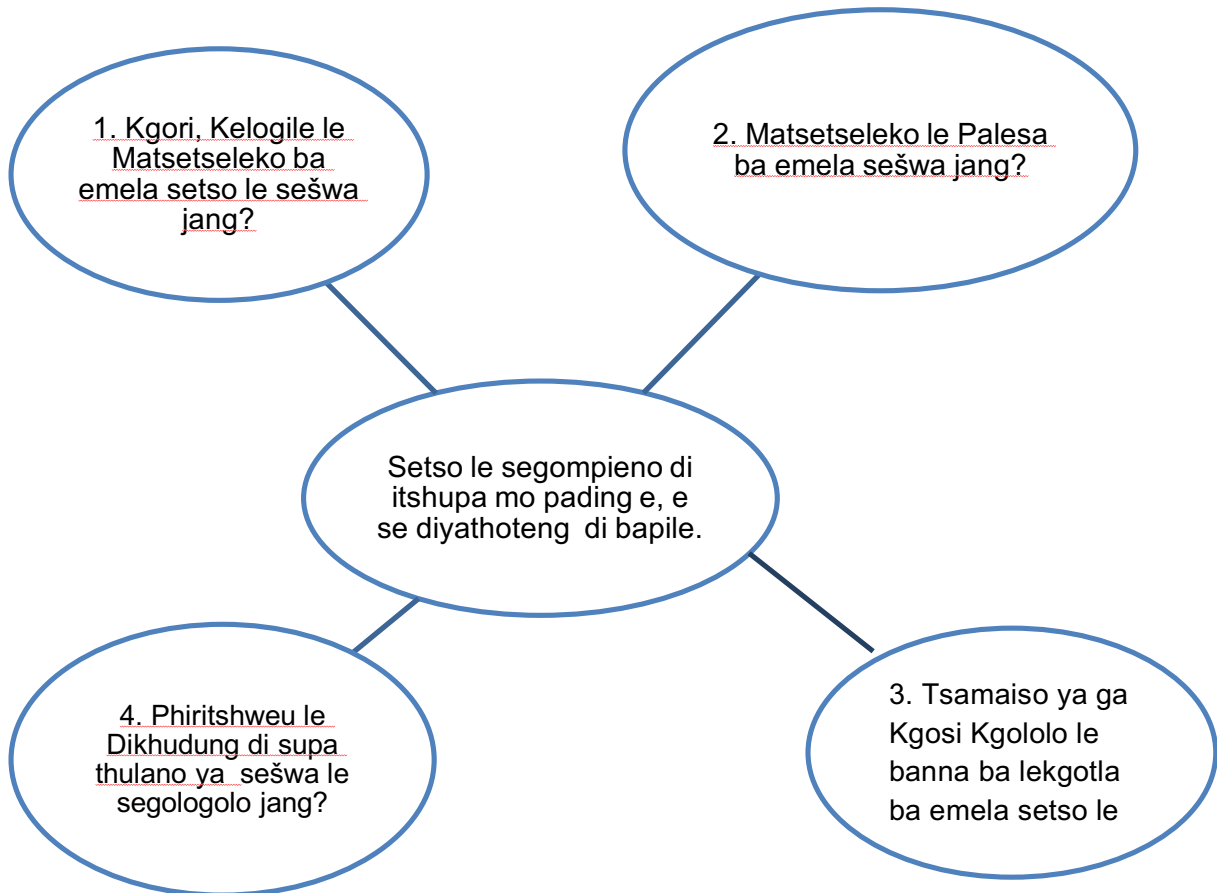 1. Kgori, Kelogile le
Matsetseleko ba
emela setso le sešwa
jang?
2. Matsetseleko le Palesa
ba emela sešwa jang?
Setso le segompieno di
itshupa mo pading e, e
se diyathoteng di bapile.
4. Phiritshweu le
Dikhudung di supa
thulano ya sešwa le
segologolo jang?
3. Tsamaiso ya ga
Kgosi Kgololo le
banna ba lekgotla
ba emela setso le